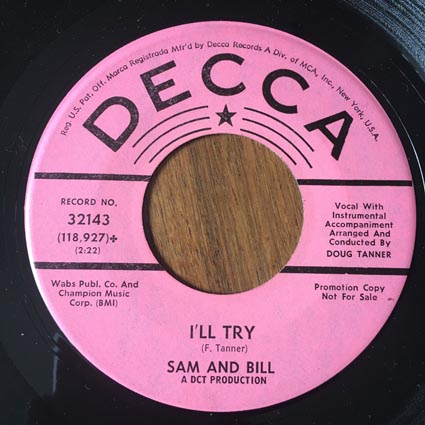 Reg. U.S. Pat. Off. Marca Registrada Mfr'd by Decca Records A Div. of MCA, Inc., New York, U.S.A.
DECCA
RECORD NO.
32143
(118,927)✢
(2:22)
Vocal With
Instrumental
Accompaniment
Arranged And
Conducted By
DOUG TANNER
Wabs Publ. Co. And
Champion Music
Corp. (BMI)
Promotion Copy
Not For Sale
I'LL TRY
(F. Tanner)
SAM AND BILL
A DCT PRODUCTION